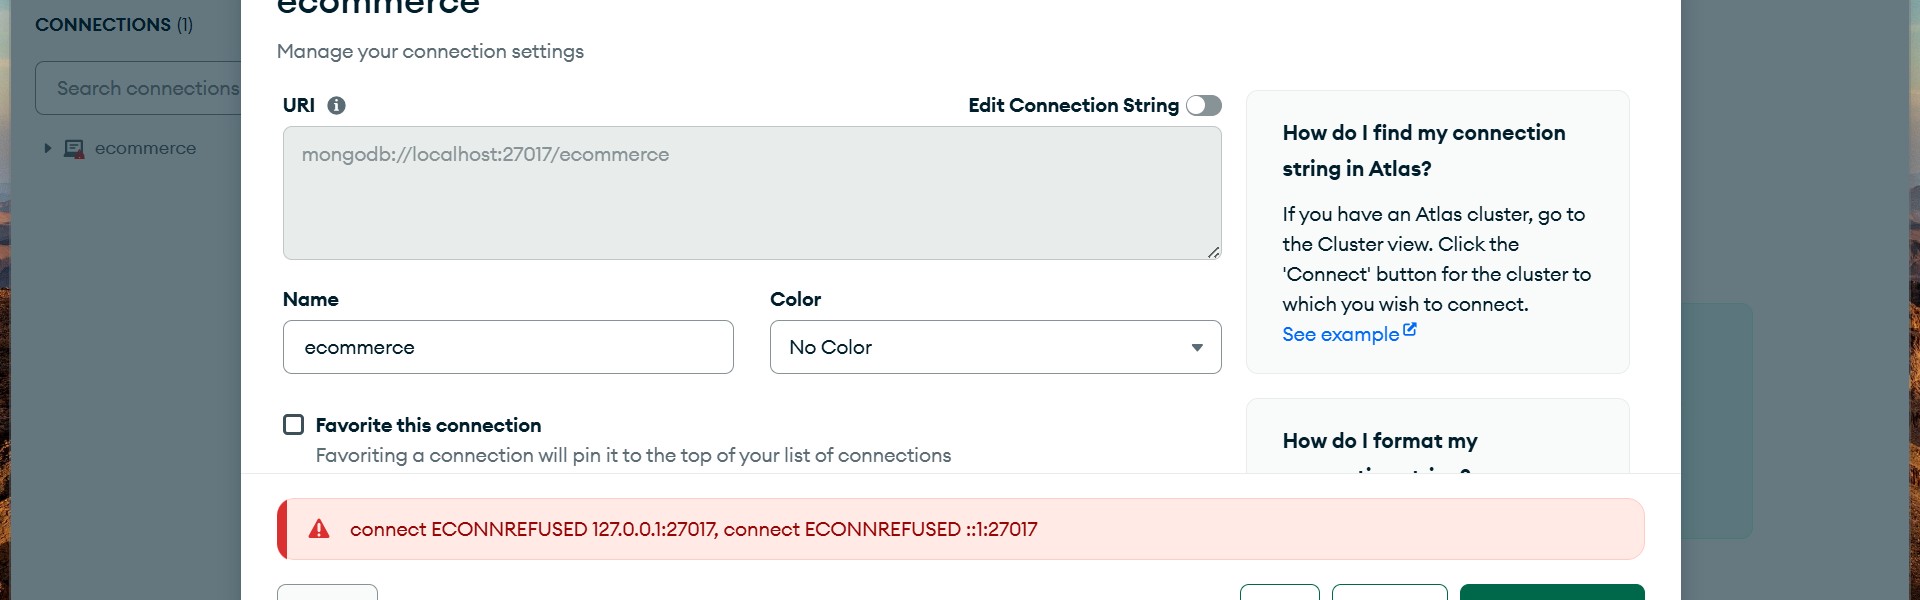 ecommerce
CONNECTIONS (1)
Manage your connection settings
Search connections
URI
Edit Connection String
mongodb://localhost:27017/ecommerce
ecommerce
How do I find my connection
string in Atlas?
If you have an Atlas cluster, go to
the Cluster view. Click the
'Connect' button for the cluster to
which you wish to connect.
See example
Name
Color
ecommerce
No Color
Favorite this connection
Favoriting a connection will pin it to the top of your list of connections
How do I format my
connect ECONNREFUSED 127.0.0.1:27017, connect ECONNREFUSED ::1:27017